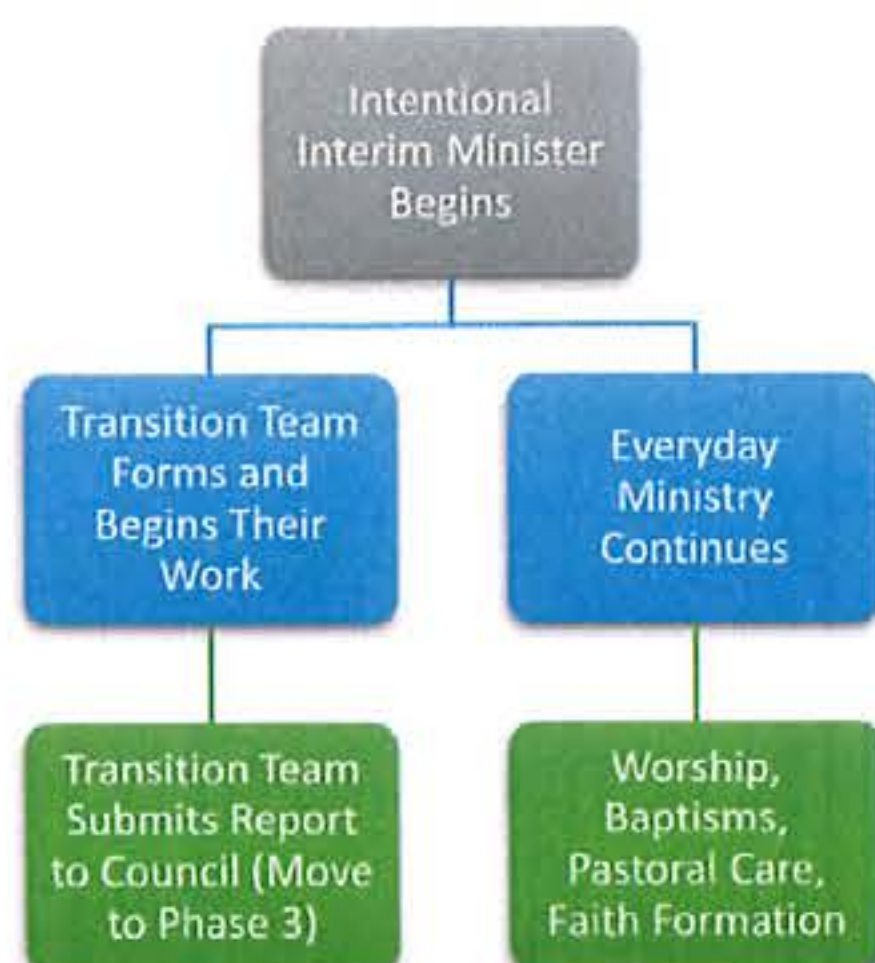 Intentional
Interim Minister
Begins
Transition Team
Forms and
Begins Their
Work
Everyday
Ministry
Continues
Transition Team
Submits Report
to Council (Move
to Phase 3)
Worship,
Baptisms,
Pastoral Care,
Faith Formation